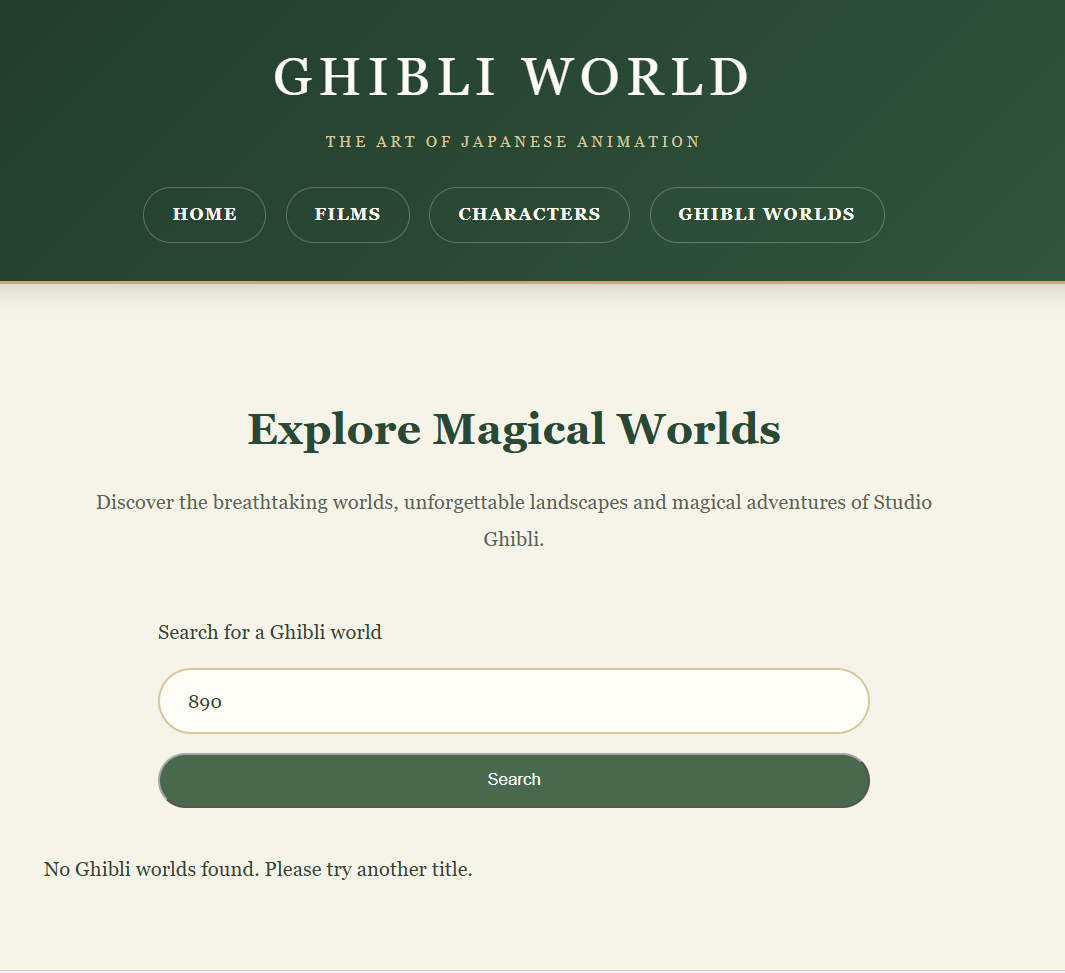 GHIBLI WORLD
THE ART OF JAPANESE ANIMATION
HOME FILMS CHARACTERS GHIBLI WORLDS
Explore Magical Worlds
Discover the breathtaking worlds, unforgettable landscapes and magical adventures of Studio
Ghibli.
Search for a Ghibli world
890
Search
No Ghibli worlds found. Please try another title.